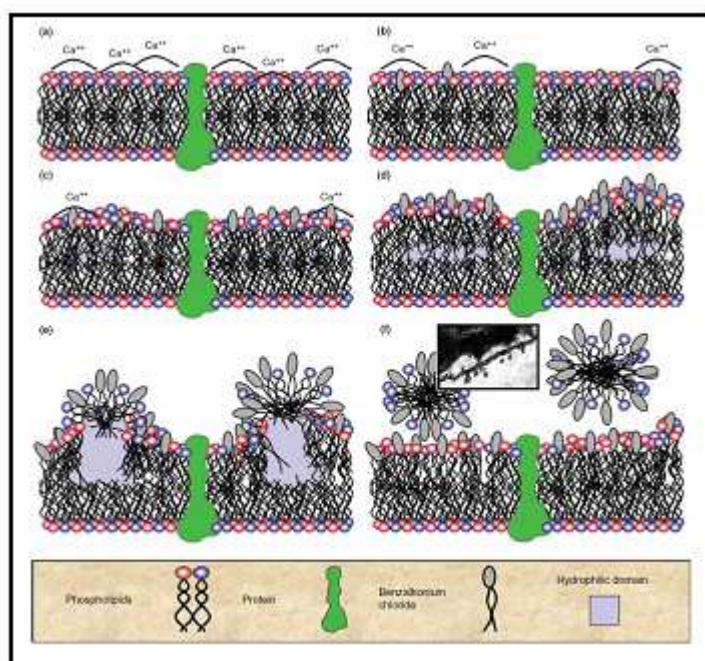 (a)
Ca++
Ca++
Ca++
Ca++
Ca++
Ca++
(b)
Ca++
Ca++
Ca++
(c)
Ca++
Ca++
(d)
(e)
(f)
Phospholipids
Protein
Benzalkonium
chloride
Hydrophilic domain